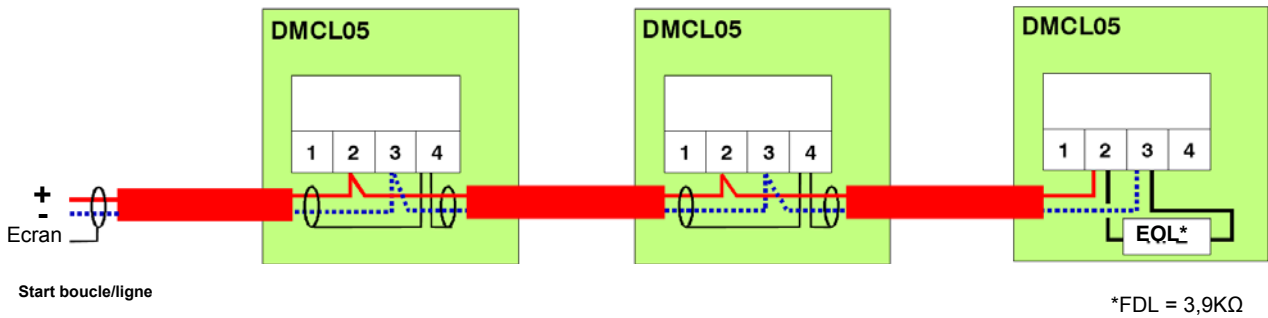 DMCL05
DMCL05
DMCL05
1 2 3 4
1 2 3 4
1 2 3 4
+
-
Ecran
EOL*
Start boucle/ligne
*FDL = 3,9KΩ